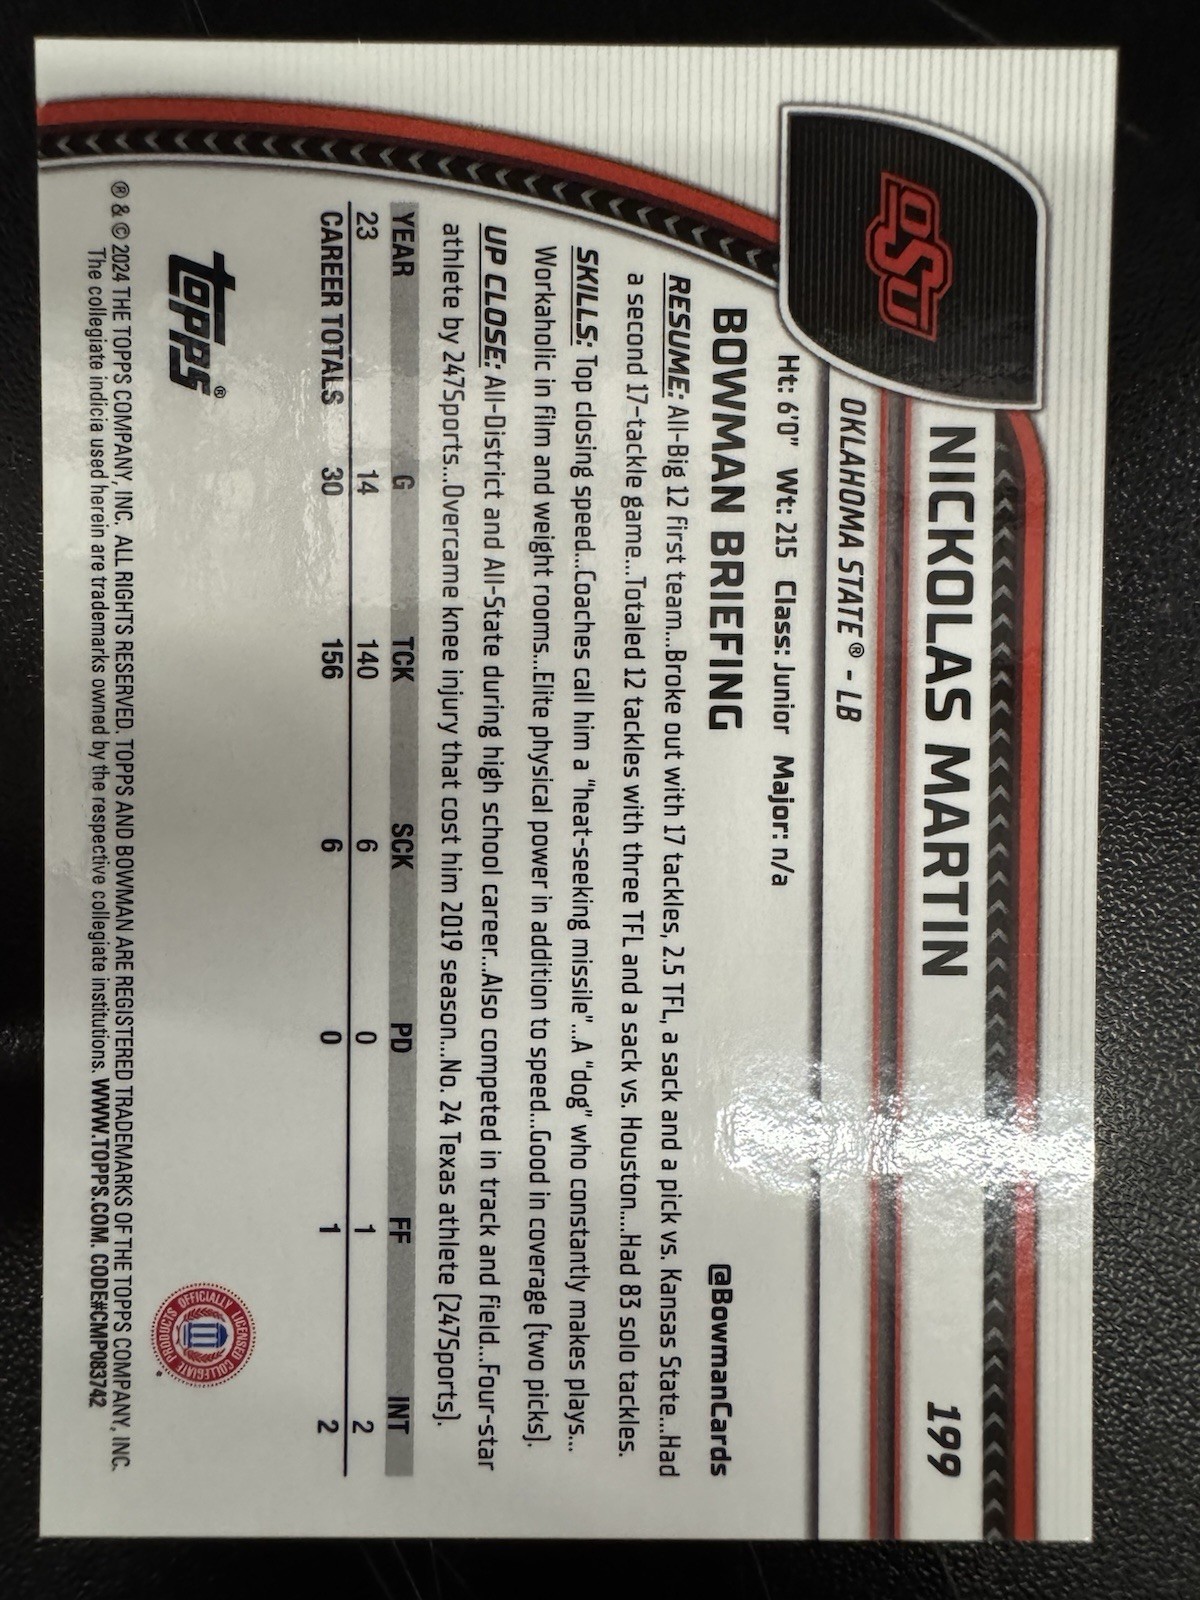 OSU
NICKOLAS MARTIN
199
OKLAHOMA STATE® - LB
Ht: 6'0" Wt: 215 Class: Junior Major: n/a
BOWMAN BRIEFING
@BowmanCards
RESUME: All-Big 12 first team...Broke out with 17 tackles, 2.5 TFL, a sack and a pick vs. Kansas State...Had
a second 17-tackle game...Totaled 12 tackles with three TFL and a sack vs. Houston....Had 83 solo tackles.
SKILLS: Top closing speed...Coaches call him a "heat-seeking missile"...A "dog" who constantly makes plays...
Workaholic in film and weight rooms...Elite physical power in addition to speed...Good in coverage (two picks).
UP CLOSE: All-District and All-State during high school career...Also competed in track and field...Four-star
athlete by 247Sports...Overcame knee injury that cost him 2019 season...No. 24 Texas athlete (247Sports).
YEAR G TCK SCK PD FF INT
23 14 140 6 0 1 2
CAREER TOTALS 30 156 6 0 1 2
topps®
OFFICIALLY LICENSED COLLEGIATE PRODUCTS
® & © 2024 THE TOPPS COMPANY, INC. ALL RIGHTS RESERVED. TOPPS AND BOWMAN ARE REGISTERED TRADEMARKS OF THE TOPPS COMPANY, INC.
The collegiate indicia used herein are trademarks owned by the respective collegiate institutions. WWW.TOPPS.COM. CODE#CMP083742